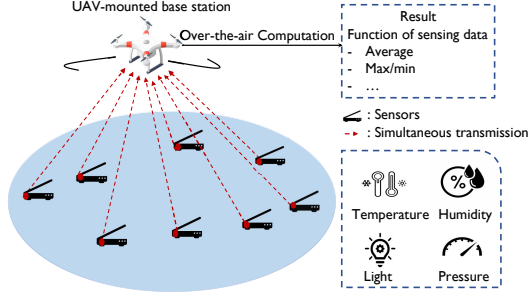 UAV-mounted base station
Over-the-air Computation
Result
Function of sensing data
- Average
- Max/min
- ...
: Sensors
: Simultaneous transmission
%
Temperature Humidity
Light Pressure